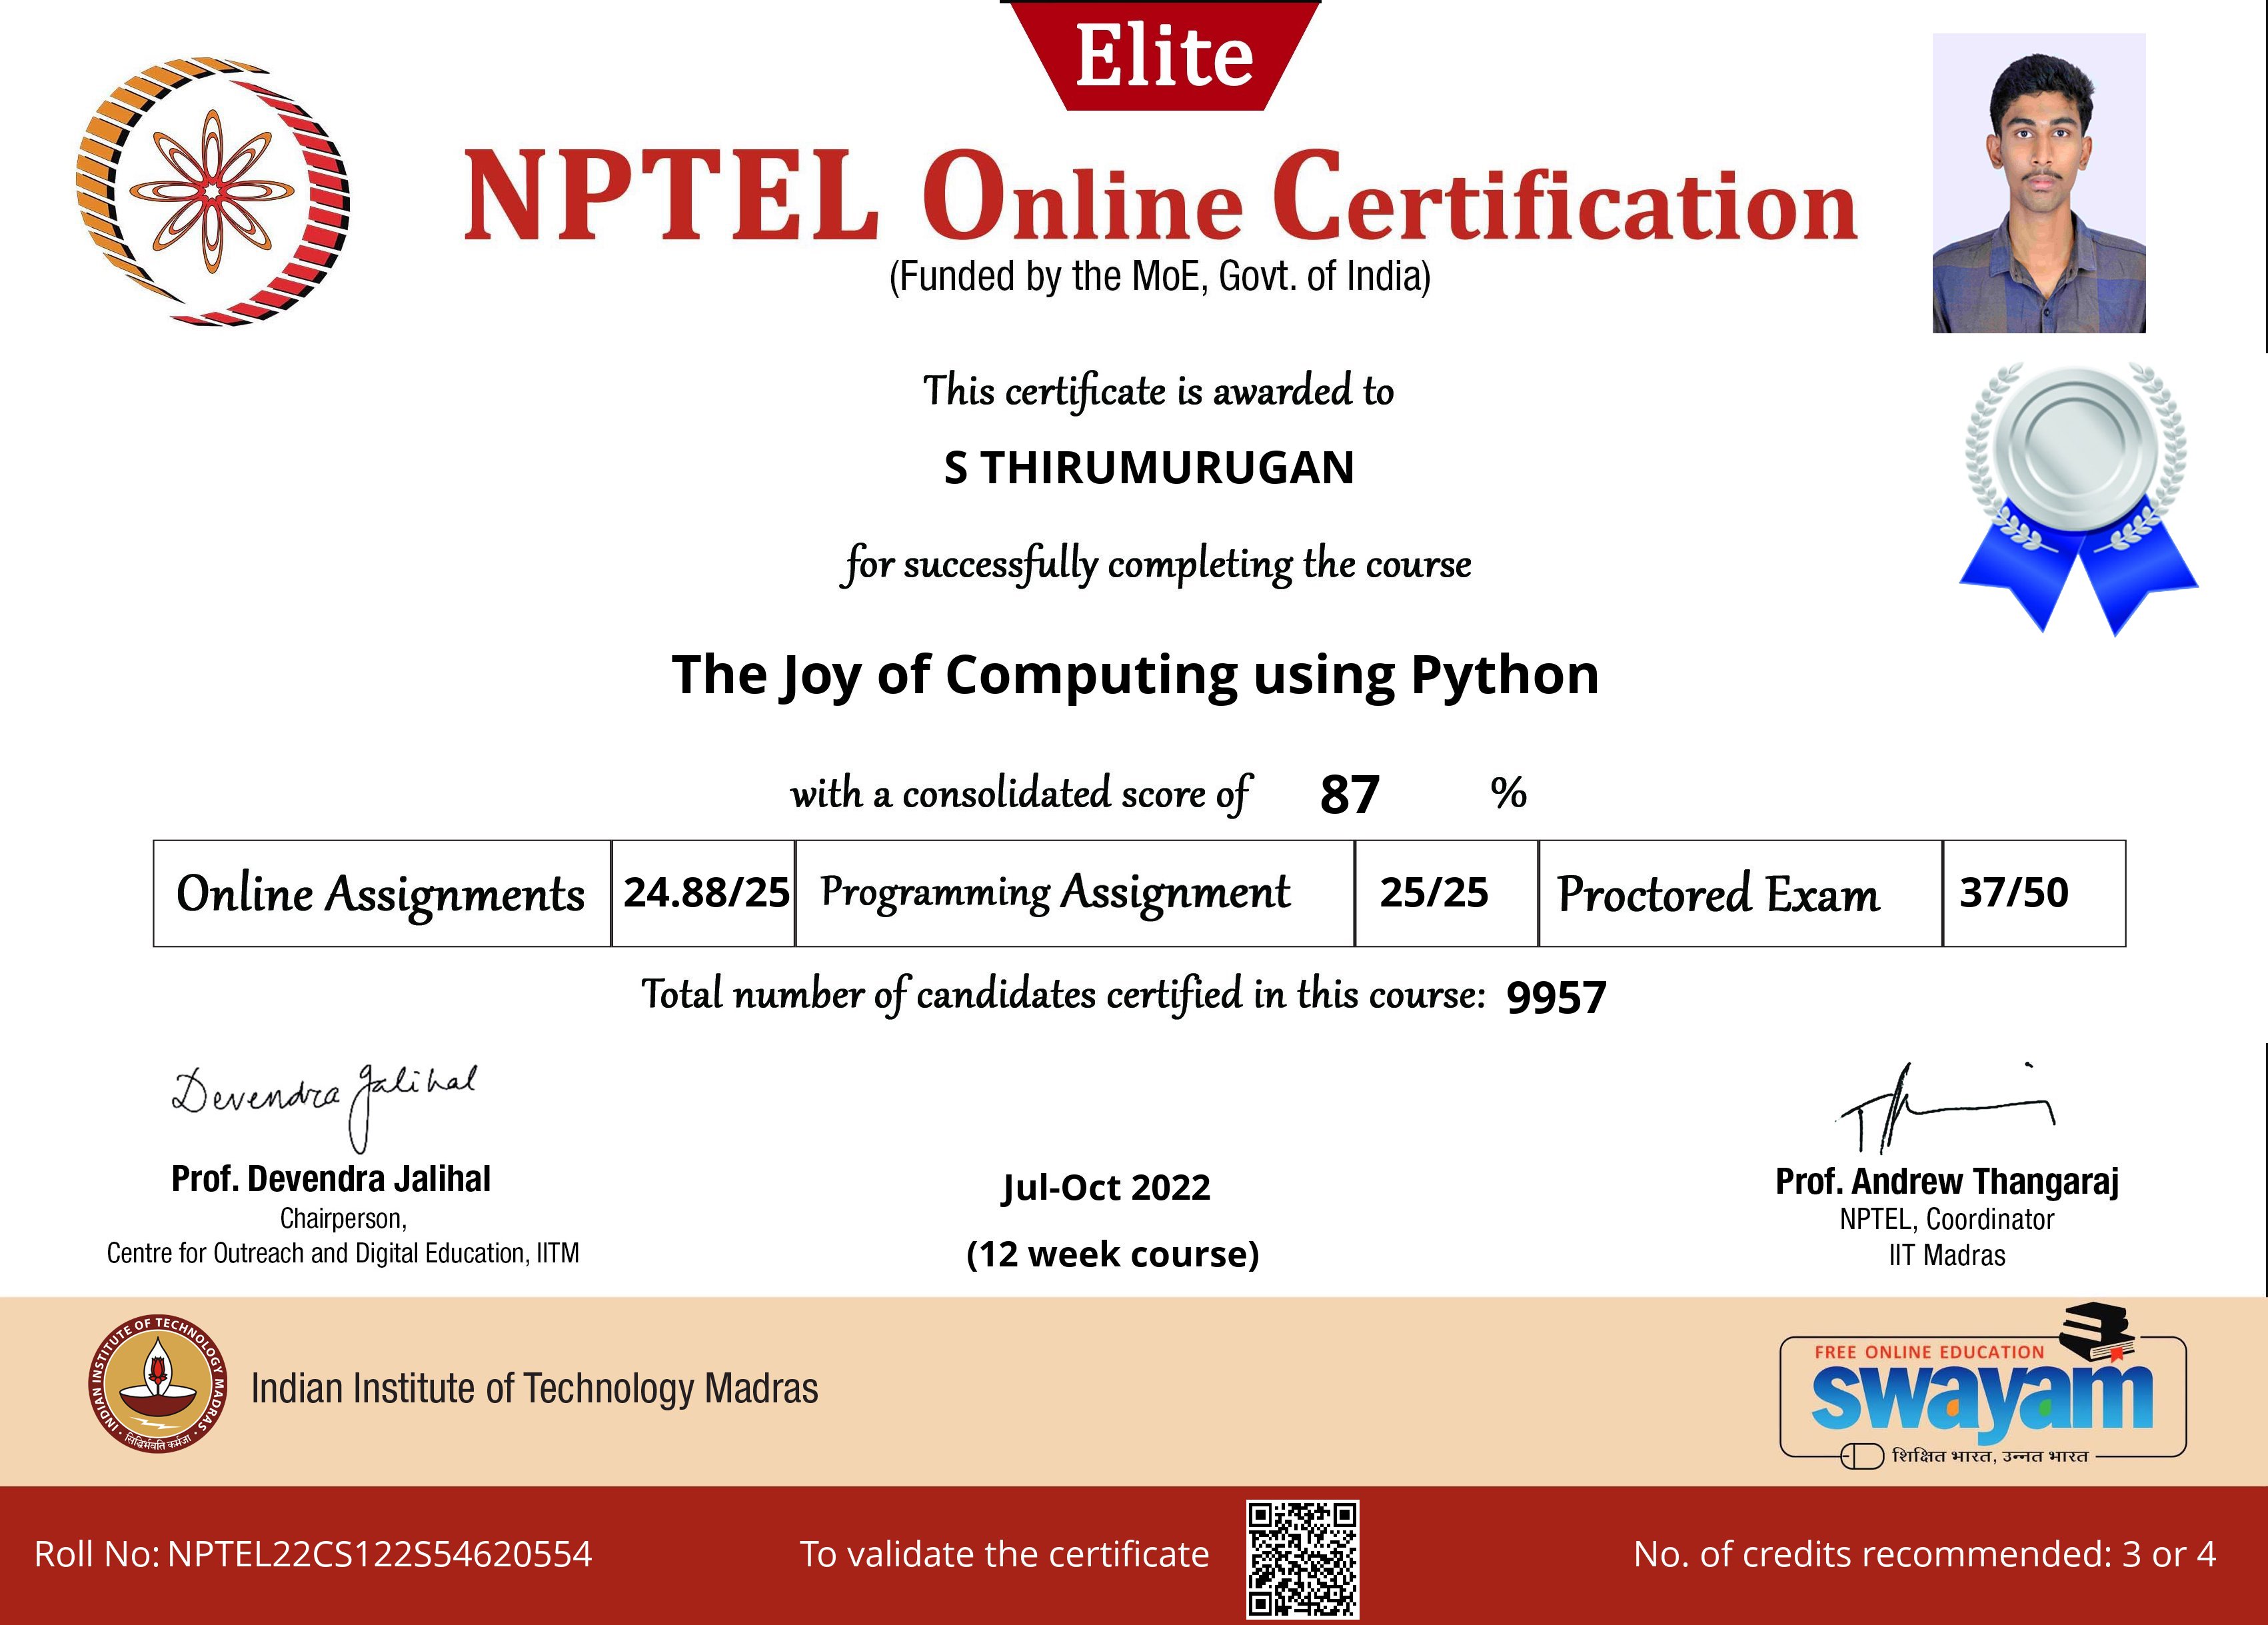 Elite
NPTEL Online Certification
(Funded by the MoE, Govt. of India)
This certificate is awarded to
S THIRUMURUGAN
for successfully completing the course
The Joy of Computing using Python
with a consolidated score of 87 %
Online Assignments 24.88/25 Programming Assignment 25/25 Proctored Exam 37/50
Total number of candidates certified in this course: 9957
Devendra Jalihal
Prof. Devendra Jalihal
Chairperson,
Centre for Outreach and Digital Education, IITM
Jul-Oct 2022
(12 week course)
Prof. Andrew Thangaraj
NPTEL, Coordinator
IIT Madras
INDIAN INSTITUTE OF TECHNOLOGY MADRAS
सिद्धिर्भवति कर्मजा
Indian Institute of Technology Madras
FREE ONLINE EDUCATION
swayam
शिक्षित भारत, उन्नत भारत
Roll No: NPTEL22CS122S54620554
To validate the certificate
No. of credits recommended: 3 or 4